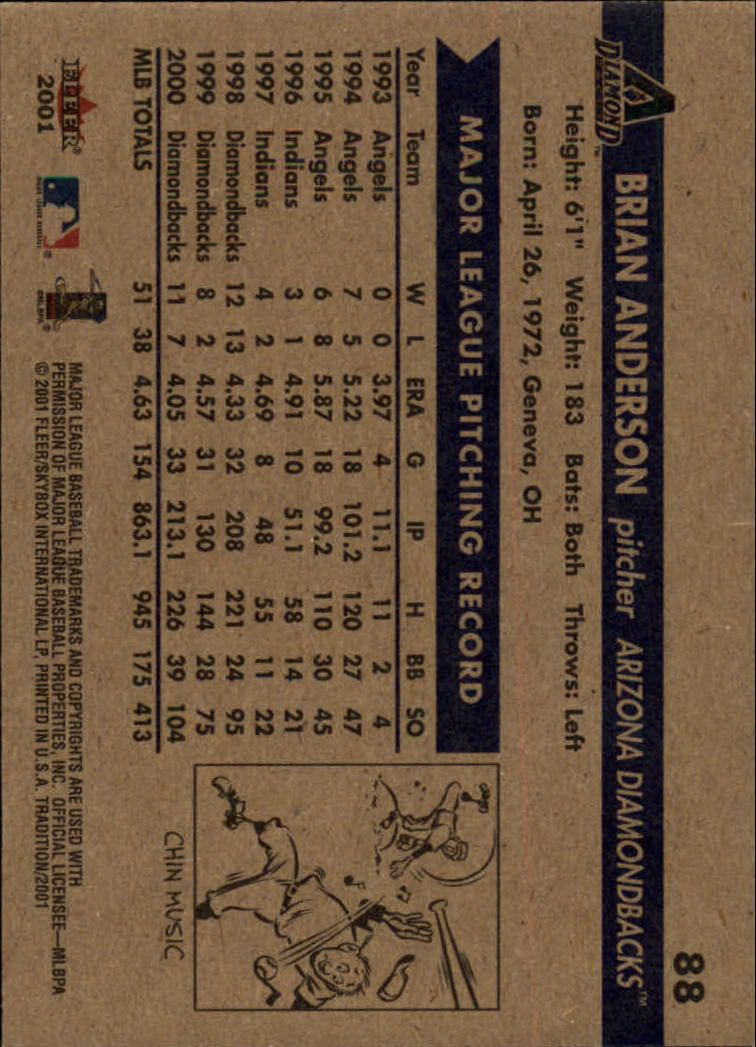 88
DIAMOND
BRIAN ANDERSON pitcher ARIZONA DIAMONDBACKS™
Height: 6'1" Weight: 183 Bats: Both Throws: Left
Born: April 26, 1972, Geneva, OH
MAJOR LEAGUE PITCHING RECORD
Year Team W L ERA G IP H BB SO
1993 Angels 0 0 3.97 4 11.1 11 2 4
1994 Angels 7 5 5.22 18 101.2 120 27 47
1995 Angels 6 8 5.87 18 99.2 110 30 45
1996 Indians 3 1 4.91 10 51.1 58 14 21
1997 Indians 4 2 4.69 8 48 55 11 22
1998 Diamondbacks 12 13 4.33 32 208 221 24 95
1999 Diamondbacks 8 2 4.57 31 130 144 28 75
2000 Diamondbacks 11 7 4.05 33 213.1 226 39 104
MLB TOTALS 51 38 4.63 154 863.1 945 175 413
CHIN MUSIC
FLEER®
2001
MLBPA
MAJOR LEAGUE BASEBALL TRADEMARKS AND COPYRIGHTS ARE USED WITH
PERMISSION OF MAJOR LEAGUE BASEBALL PROPERTIES, INC. OFFICIAL LICENSEE—MLBPA
© 2001 FLEER/SKYBOX INTERNATIONAL LP, PRINTED IN U.S.A. TRADITION/2001